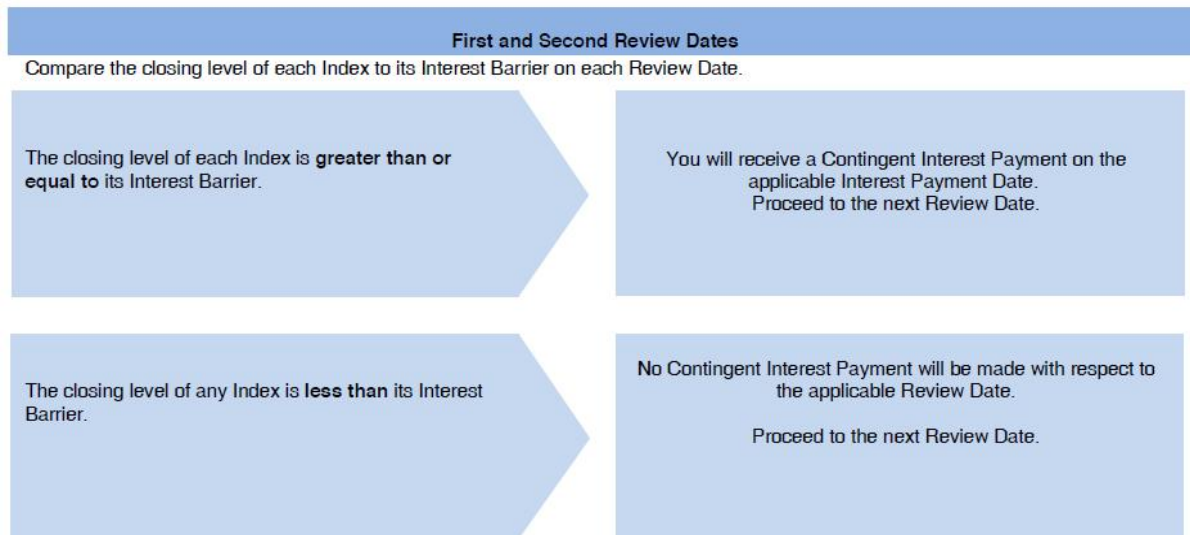 First and Second Review Dates
Compare the closing level of each Index to its Interest Barrier on each Review Date.
The closing level of each Index is greater than or
equal to its Interest Barrier.
You will receive a Contingent Interest Payment on the
applicable Interest Payment Date.
Proceed to the next Review Date.
The closing level of any Index is less than its Interest
Barrier.
No Contingent Interest Payment will be made with respect to
the applicable Review Date.
Proceed to the next Review Date.